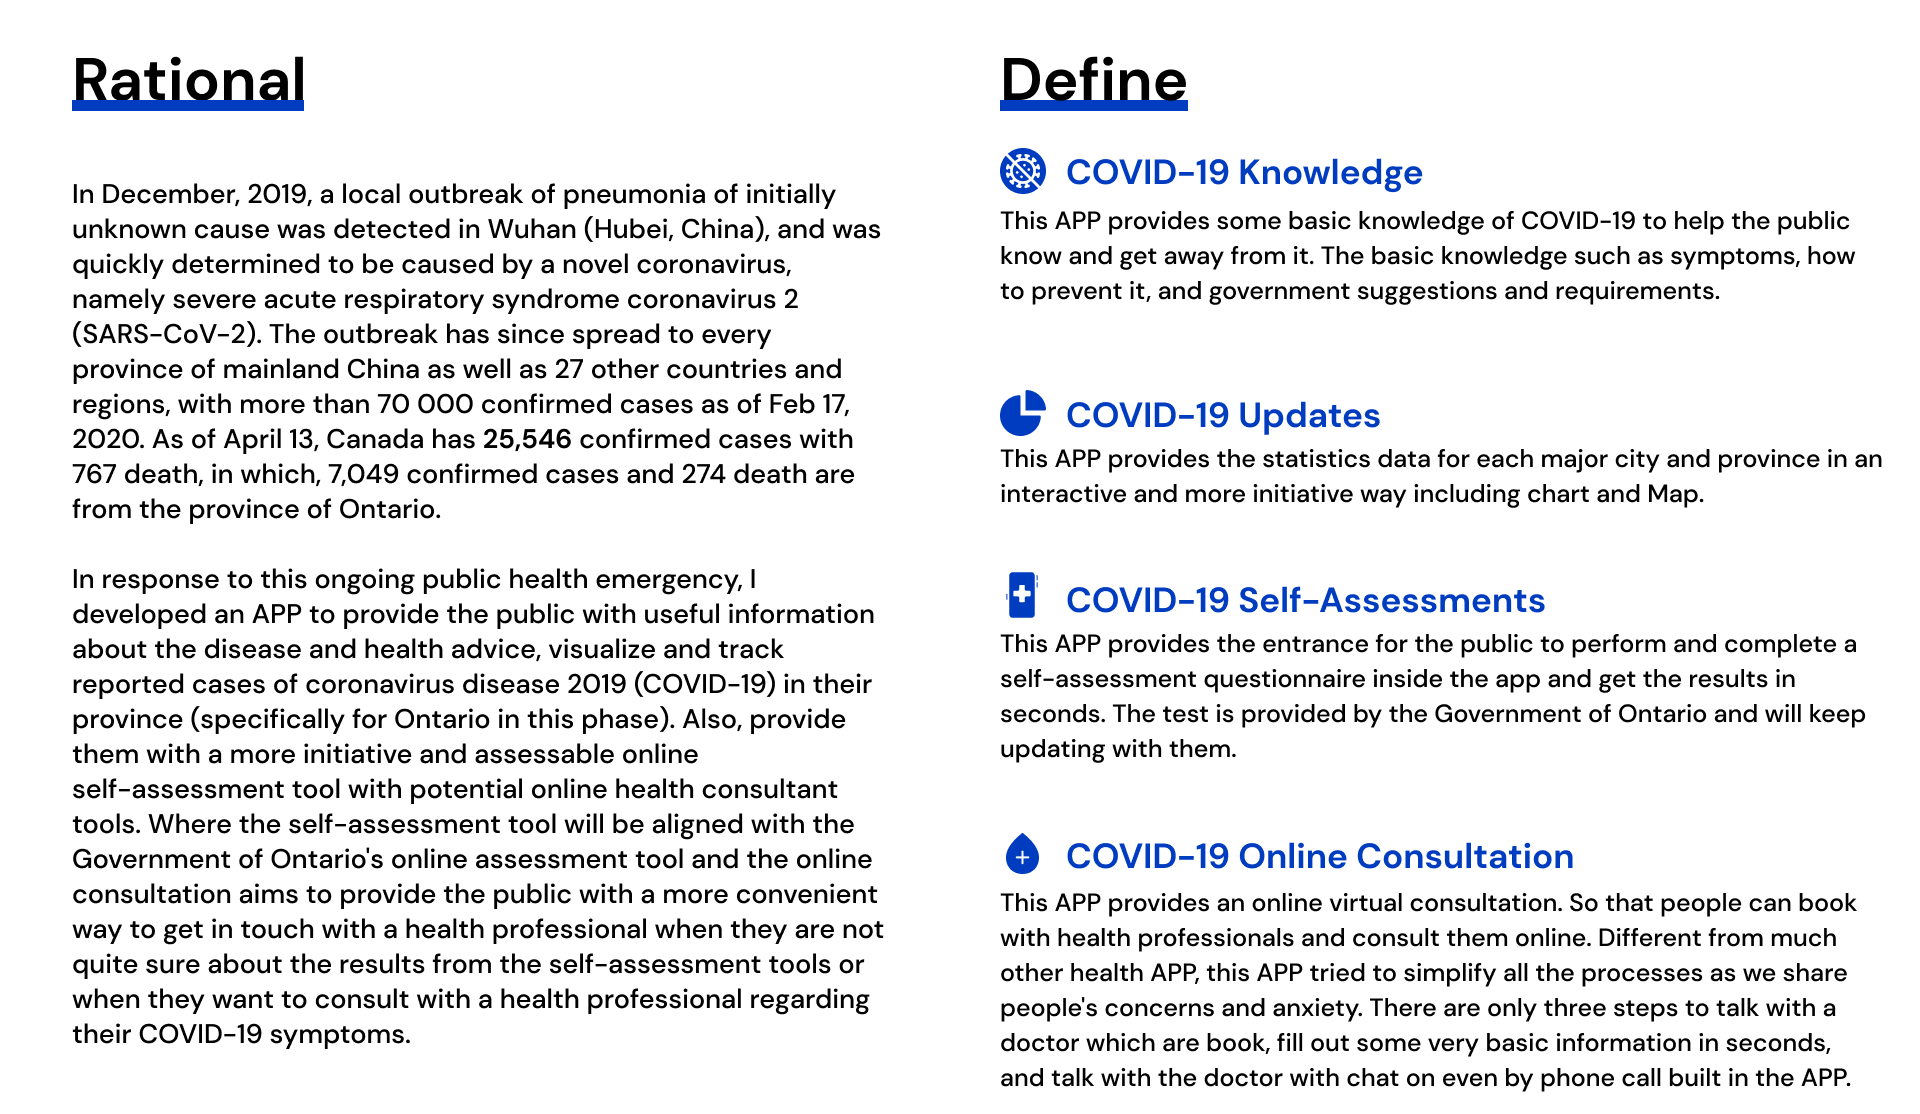 Rational
In December, 2019, a local outbreak of pneumonia of initially
unknown cause was detected in Wuhan (Hubei, China), and was
quickly determined to be caused by a novel coronavirus,
namely severe acute respiratory syndrome coronavirus 2
(SARS-CoV-2). The outbreak has since spread to every
province of mainland China as well as 27 other countries and
regions, with more than 70 000 confirmed cases as of Feb 17,
2020. As of April 13, Canada has 25,546 confirmed cases with
767 death, in which, 7,049 confirmed cases and 274 death are
from the province of Ontario.
In response to this ongoing public health emergency, I
developed an APP to provide the public with useful information
about the disease and health advice, visualize and track
reported cases of coronavirus disease 2019 (COVID-19) in their
province (specifically for Ontario in this phase). Also, provide
them with a more initiative and assessable online
self-assessment tool with potential online health consultant
tools. Where the self-assessment tool will be aligned with the
Government of Ontario's online assessment tool and the online
consultation aims to provide the public with a more convenient
way to get in touch with a health professional when they are not
quite sure about the results from the self-assessment tools or
when they want to consult with a health professional regarding
their COVID-19 symptoms.
Define
COVID-19 Knowledge
This APP provides some basic knowledge of COVID-19 to help the public
know and get away from it. The basic knowledge such as symptoms, how
to prevent it, and government suggestions and requirements.
COVID-19 Updates
This APP provides the statistics data for each major city and province in an
interactive and more initiative way including chart and Map.
COVID-19 Self-Assessments
This APP provides the entrance for the public to perform and complete a
self-assessment questionnaire inside the app and get the results in
seconds. The test is provided by the Government of Ontario and will keep
updating with them.
COVID-19 Online Consultation
This APP provides an online virtual consultation. So that people can book
with health professionals and consult them online. Different from much
other health APP, this APP tried to simplify all the processes as we share
people's concerns and anxiety. There are only three steps to talk with a
doctor which are book, fill out some very basic information in seconds,
and talk with the doctor with chat on even by phone call built in the APP.